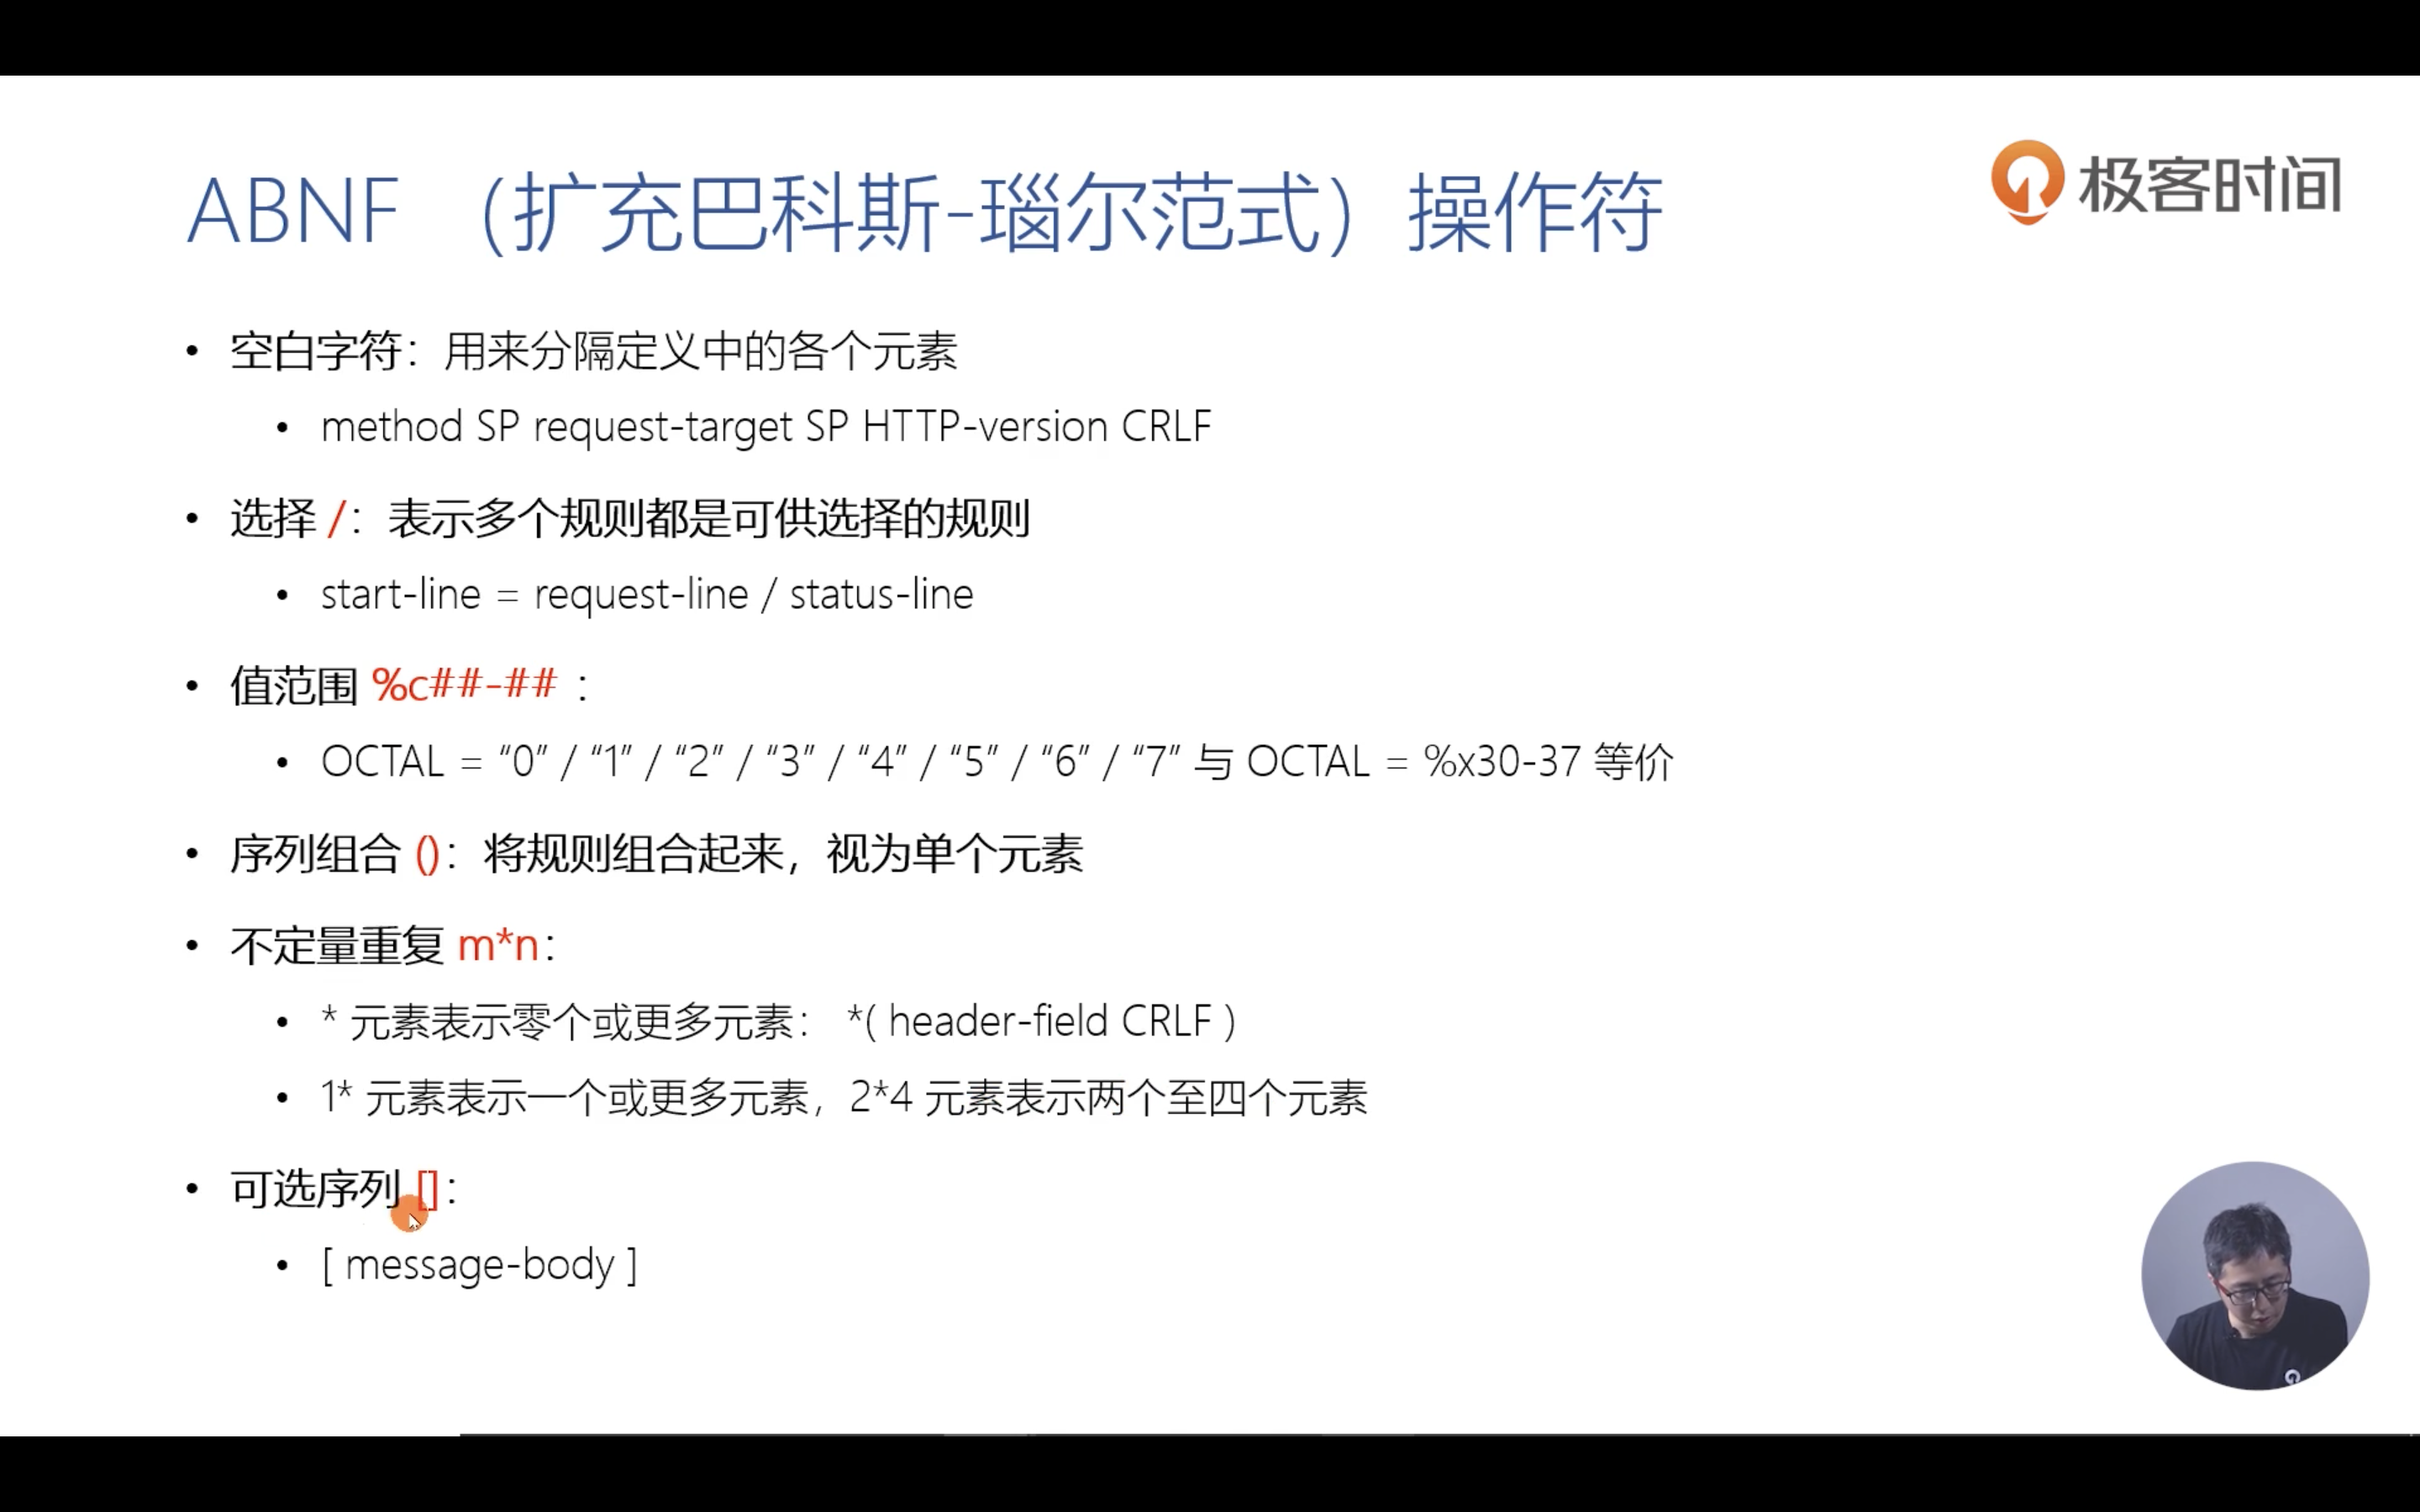 ABNF （扩充巴科斯-瑙尔范式）操作符
极客时间
• 空白字符：用来分隔定义中的各个元素
• method SP request-target SP HTTP-version CRLF
• 选择 /：表示多个规则都是可供选择的规则
• start-line = request-line / status-line
• 值范围 %c##-## ：
• OCTAL = “0” / “1” / “2” / “3” / “4” / “5” / “6” / “7” 与 OCTAL = %x30-37 等价
• 序列组合 ()：将规则组合起来，视为单个元素
• 不定量重复 m*n：
• * 元素表示零个或更多元素： *( header-field CRLF )
• 1* 元素表示一个或更多元素，2*4 元素表示两个至四个元素
• 可选序列 []：
• [ message-body ]